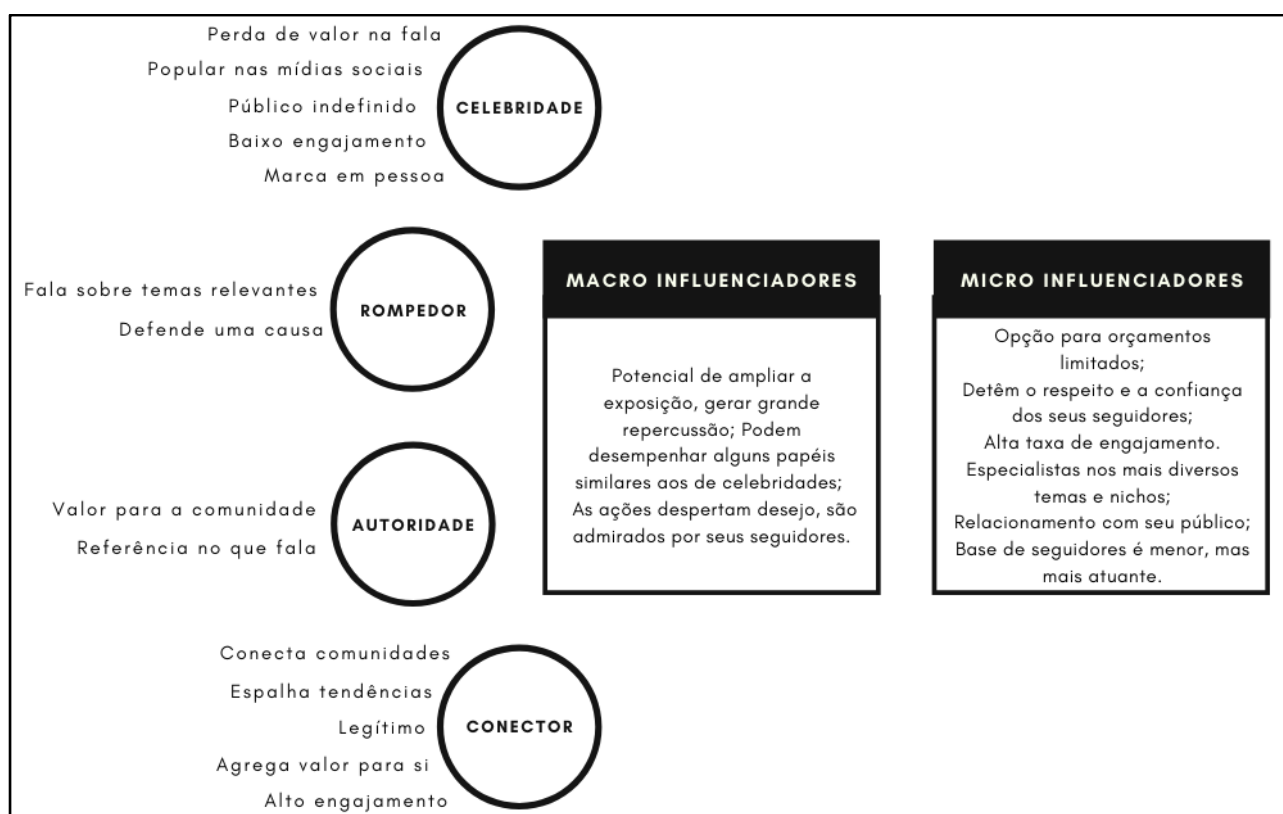 Perda de valor na fala
Popular nas mídias sociais
Público indefinido
Baixo engajamento
Marca em pessoa
CELEBRIDADE
Fala sobre temas relevantes
Defende uma causa
ROMPEDOR
Valor para a comunidade
Referência no que fala
AUTORIDADE
Conecta comunidades
Espalha tendências
Legítimo
Agrega valor para si
Alto engajamento
CONECTOR
MACRO INFLUENCIADORES
Potencial de ampliar a
exposição, gerar grande
repercussão; Podem
desempenhar alguns papéis
similares aos de celebridades;
As ações despertam desejo, são
admirados por seus seguidores.
MICRO INFLUENCIADORES
Opção para orçamentos
limitados;
Detêm o respeito e a confiança
dos seus seguidores;
Alta taxa de engajamento.
Especialistas nos mais diversos
temas e nichos;
Relacionamento com seu público;
Base de seguidores é menor, mas
mais atuante.